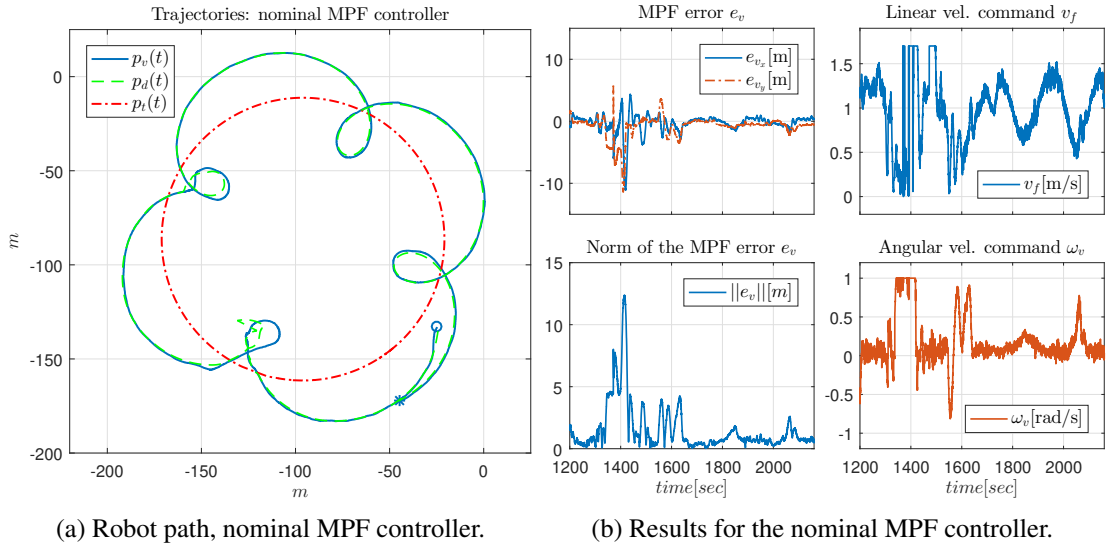 Trajectories: nominal MPF controller
p_v(t)
p_d(t)
p_t(t)
0
-50
-100
-150
-200
m
-200 -150 -100 -50 0
m
(a) Robot path, nominal MPF controller.
MPF error e_v
e_{v_x}[m]
e_{v_y}[m]
10
0
-10
Linear vel. command v_f
1.5
1
0.5
0
v_f[m/s]
Norm of the MPF error e_v
||e_v||[m]
15
10
5
0
1200 1400 1600 1800 2000
time[sec]
Angular vel. command ω_v
1
0.5
0
-0.5
-1
ω_v[rad/s]
1200 1400 1600 1800 2000
time[sec]
(b) Results for the nominal MPF controller.